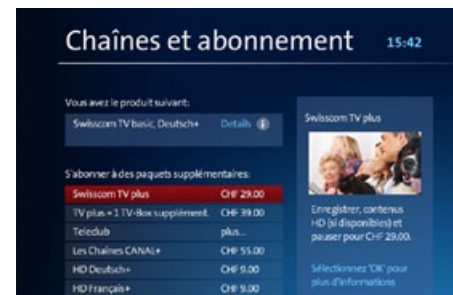 Chaînes et abonnement 15:42
Vous avez le produit suivant:
Swisscom TV basic, Deutsch+ Details i
S'abonner à des paquets supplémentaires:
Swisscom TV plus CHF 29.00
TV plus + 1 TV-Box supplément. CHF 39.00
Teleclub plus...
Les Chaînes CANAL+ CHF 55.00
HD Deutsch+ CHF 9.00
HD Français+ CHF 9.00
Swisscom TV plus
Enregistrer, contenus
HD (si disponibles) et
pauser pour CHF 29.00.
Sélectionnez 'OK' pour
plus d'informations